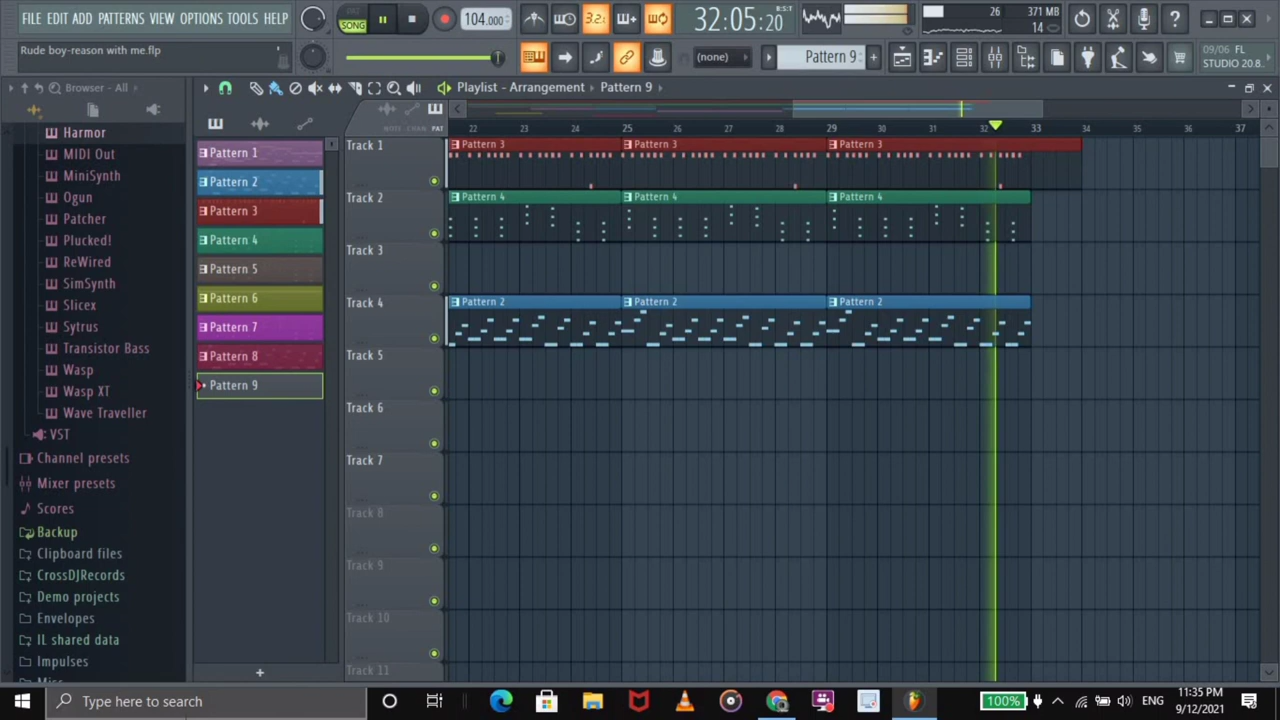 FILE EDIT ADD PATTERNS VIEW OPTIONS TOOLS HELP
SONG
3.2
104.000
32:05:20
B:S:T
26
371 MB
14
Rude boy-reason with me.flp
(none)
Pattern 9
09/06 FL
STUDIO 20.8.
Browser - All
Playlist - Arrangement
Pattern 9
NOTE CHAN PAT
22 23 24 25 26 27 28 29 30 31 32 33 34 35 36 37
Harmor
MIDI Out
MiniSynth
Ogun
Patcher
Plucked!
ReWired
SimSynth
Slicex
Sytrus
Transistor Bass
Wasp
Wasp XT
Wave Traveller
VST
Channel presets
Mixer presets
Scores
Backup
Clipboard files
CrossDJRecords
Demo projects
Envelopes
IL shared data
Impulses
Misc
Pattern 1
Pattern 2
Pattern 3
Pattern 4
Pattern 5
Pattern 6
Pattern 7
Pattern 8
Pattern 9
+
Track 1
Pattern 3 Pattern 3 Pattern 3
Track 2
Pattern 4 Pattern 4 Pattern 4
Track 3
Track 4
Pattern 2 Pattern 2 Pattern 2
Track 5
Track 6
Track 7
Track 8
Track 9
Track 10
Track 11
Type here to search
100%
ENG
11:35 PM
9/12/2021